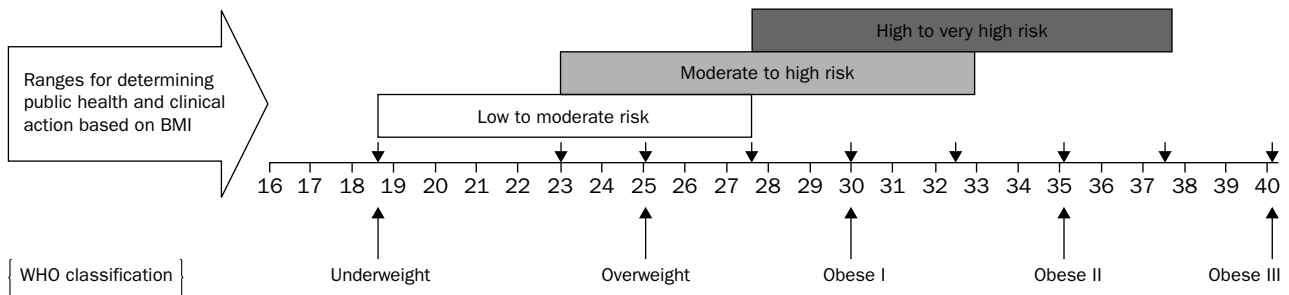 High to very high risk
Moderate to high risk
Low to moderate risk
Ranges for determining
public health and clinical
action based on BMI
16 17 18 19 20 21 22 23 24 25 26 27 28 29 30 31 32 33 34 35 36 37 38 39 40
WHO classification
Underweight
Overweight
Obese I
Obese II
Obese III